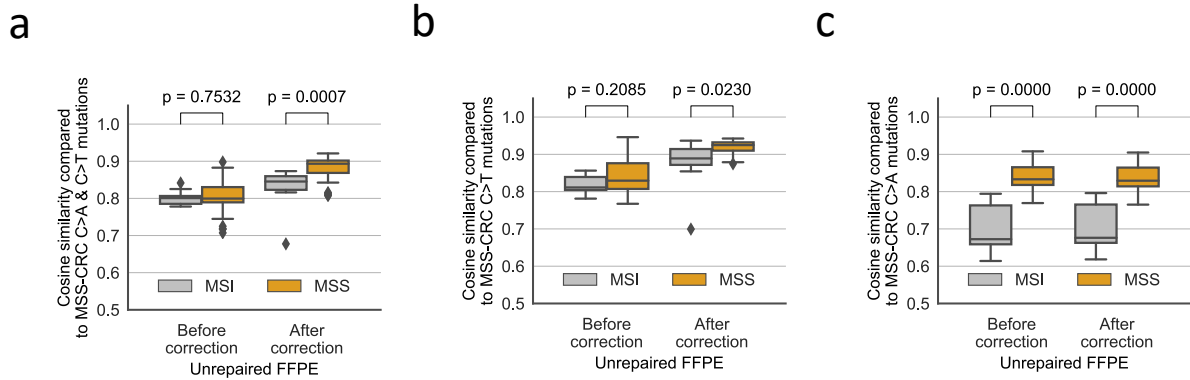 a
Cosine similarity compared
to MSS-CRC C>A & C>T mutations
1.0
0.9
0.8
0.7
0.6
0.5
p = 0.7532
p = 0.0007
MSI
MSS
Before
correction
After
correction
Unrepaired FFPE
b
Cosine similarity compared
to MSS-CRC C>T mutations
1.0
0.9
0.8
0.7
0.6
0.5
p = 0.2085
p = 0.0230
MSI
MSS
Before
correction
After
correction
Unrepaired FFPE
c
Cosine similarity compared
to MSS-CRC C>A mutations
1.0
0.9
0.8
0.7
0.6
0.5
p = 0.0000
p = 0.0000
MSI
MSS
Before
correction
After
correction
Unrepaired FFPE